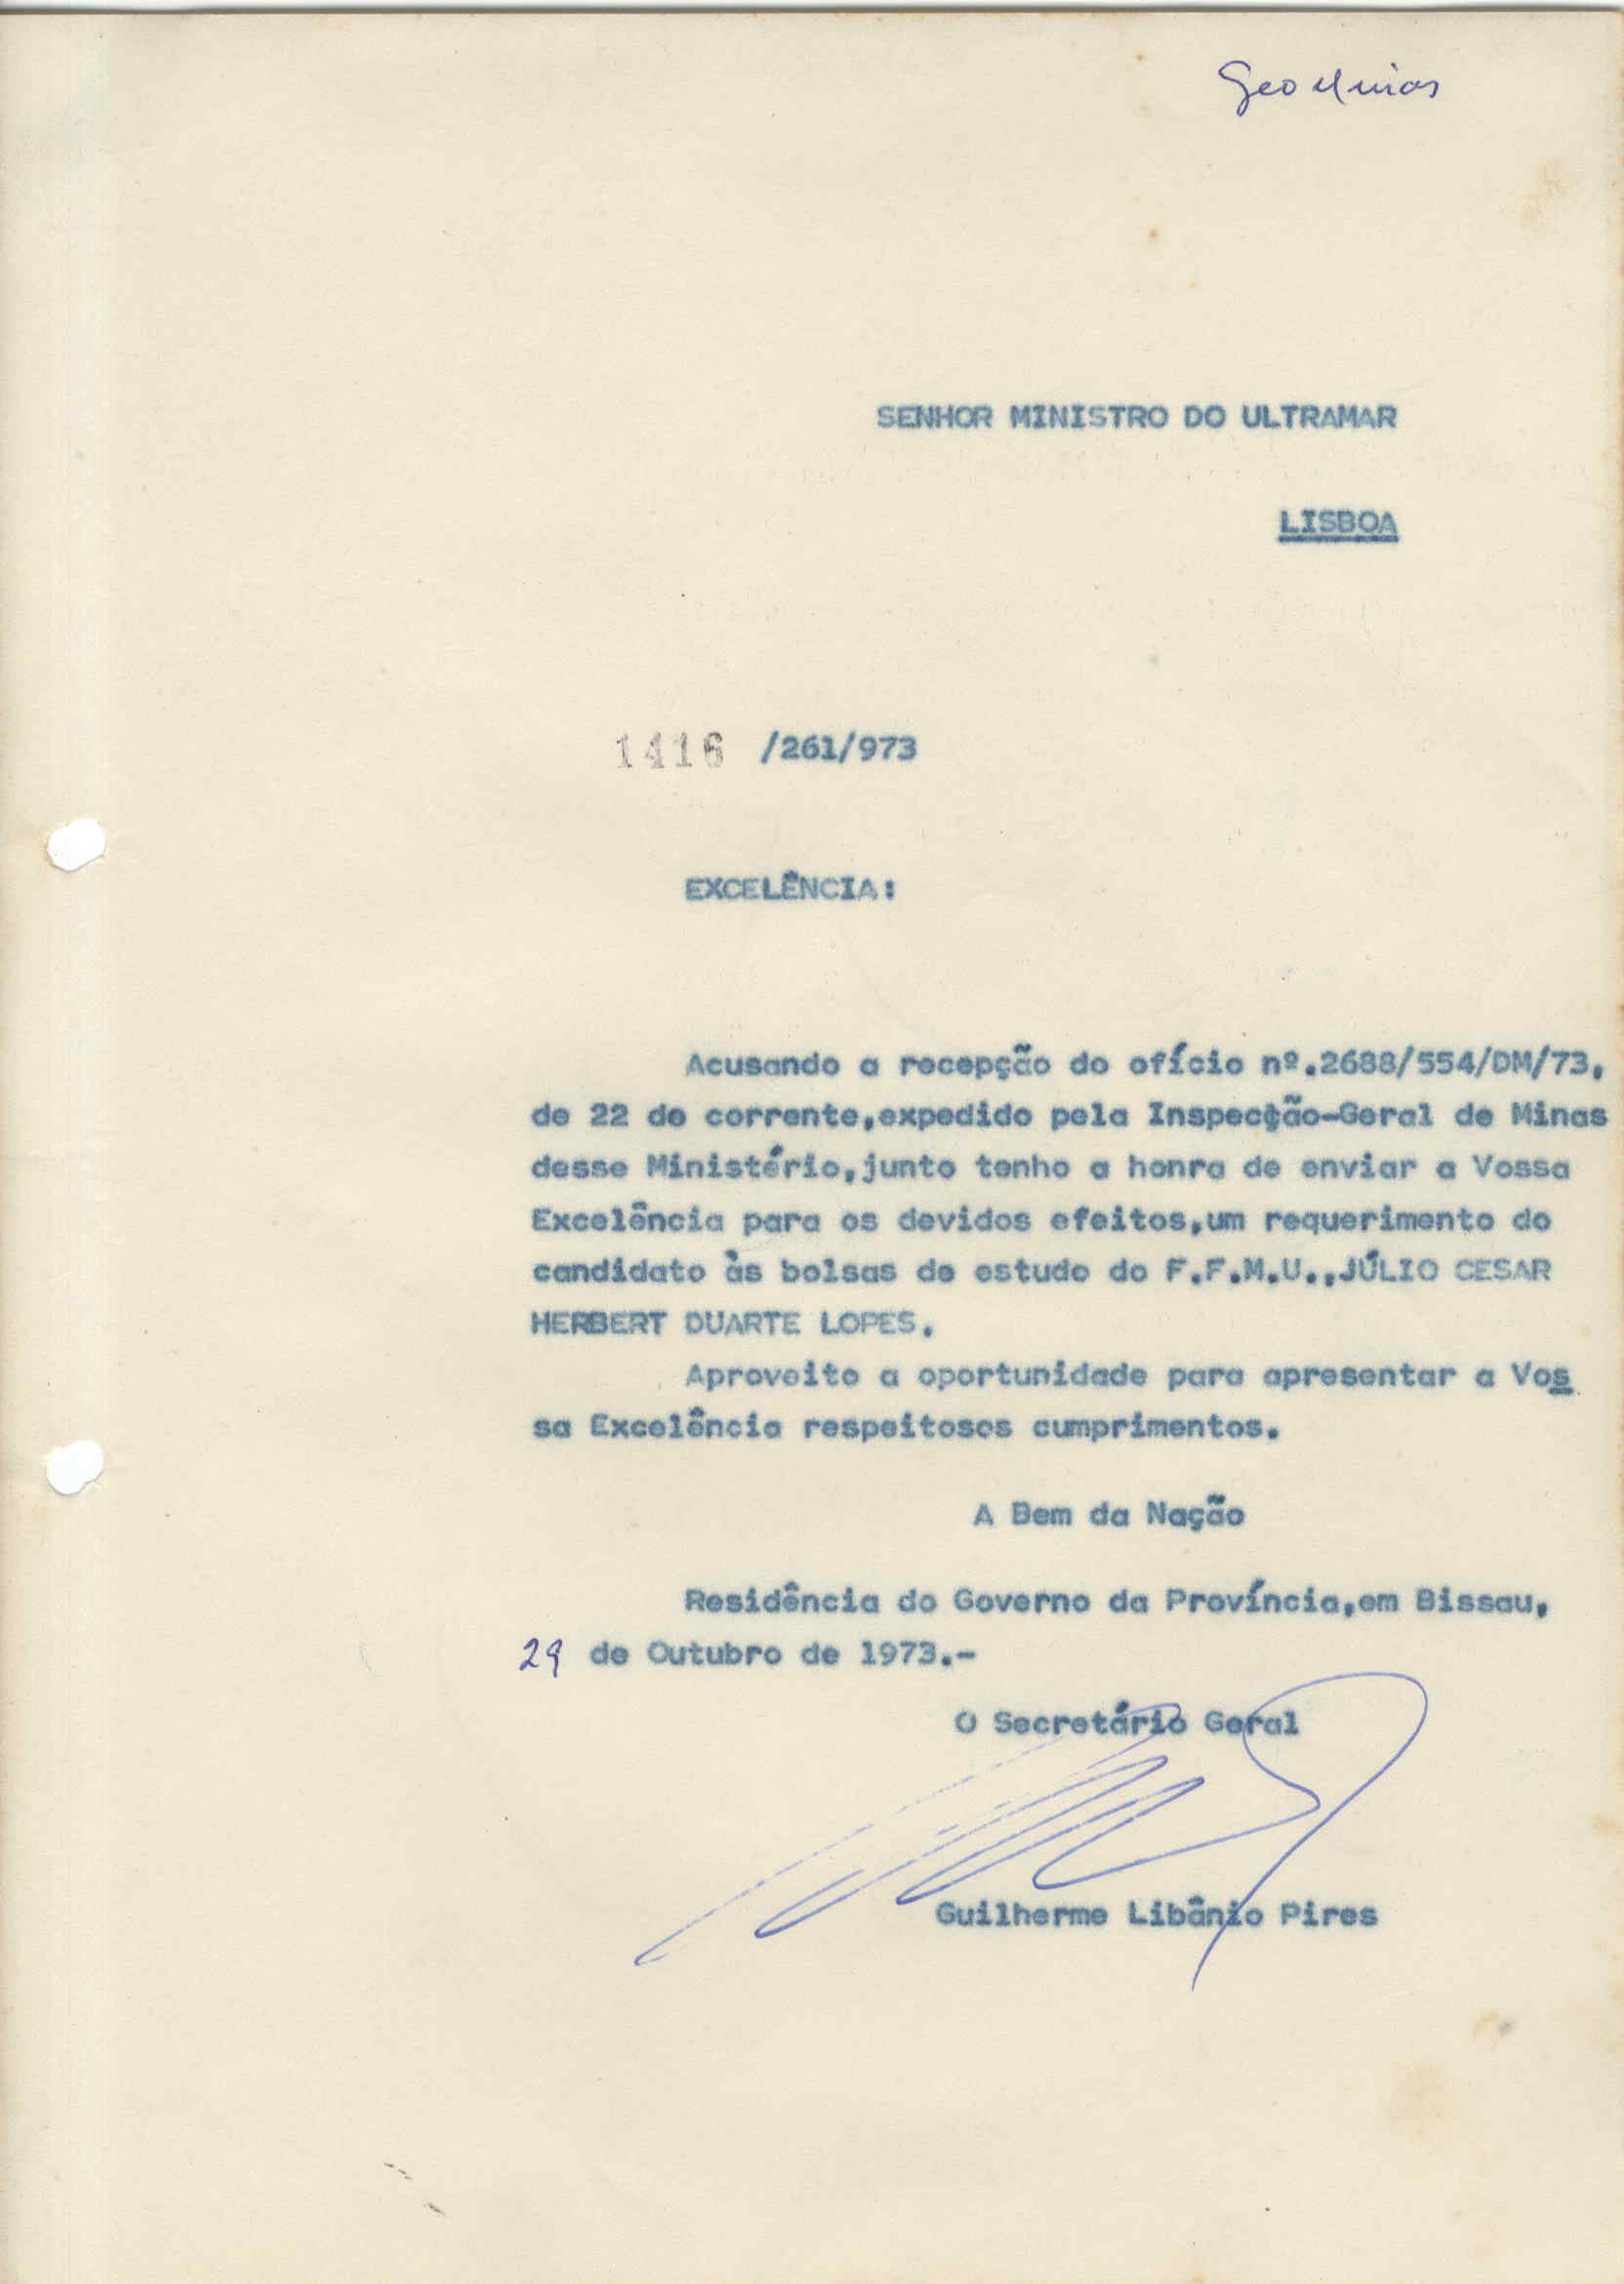 Geo Minas
SENHOR MINISTRO DO ULTRAMAR
LISBOA
1416 /261/973
EXCELÊNCIA:
Acusando a recepção do ofício nº.2688/554/DM/73,
de 22 do corrente,expedido pela Inspecção-Geral de Minas
desse Ministério,junto tenho a honra de enviar a Vossa
Excelência para os devidos efeitos,um requerimento do
candidato às bolsas de estudo do F.F.M.U.,JÚLIO CESAR
HERBERT DUARTE LOPES.
Aproveito a oportunidade para apresentar a Vos
sa Excelência respeitosos cumprimentos.
A Bem da Nação
Residência do Governo da Província,em Bissau,
29 de Outubro de 1973.-
O Secretário Geral
Guilherme Libânio Pires